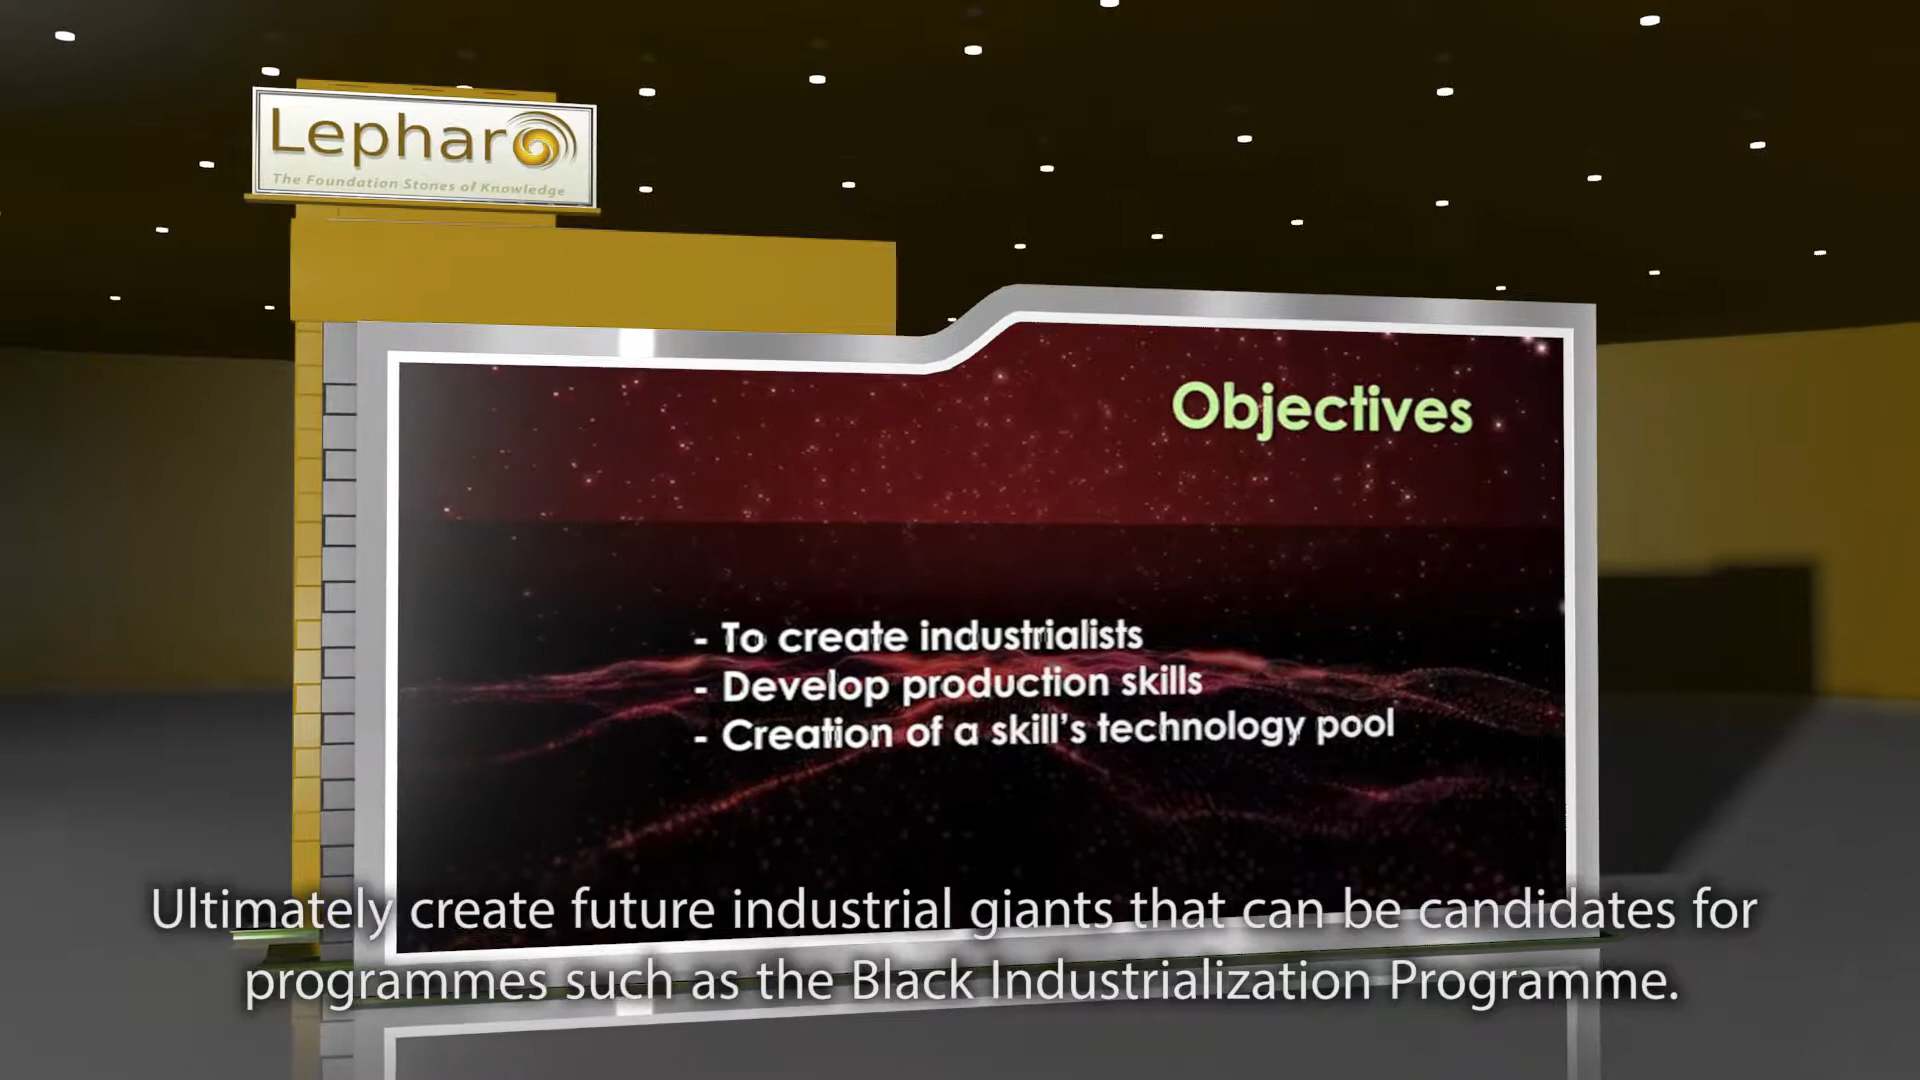 Lepharo
The Foundation Stones of Knowledge
Objectives
- To create industrialists
- Develop production skills
- Creation of a skill's technology pool
Ultimately create future industrial giants that can be candidates for
programmes such as the Black Industrialization Programme.